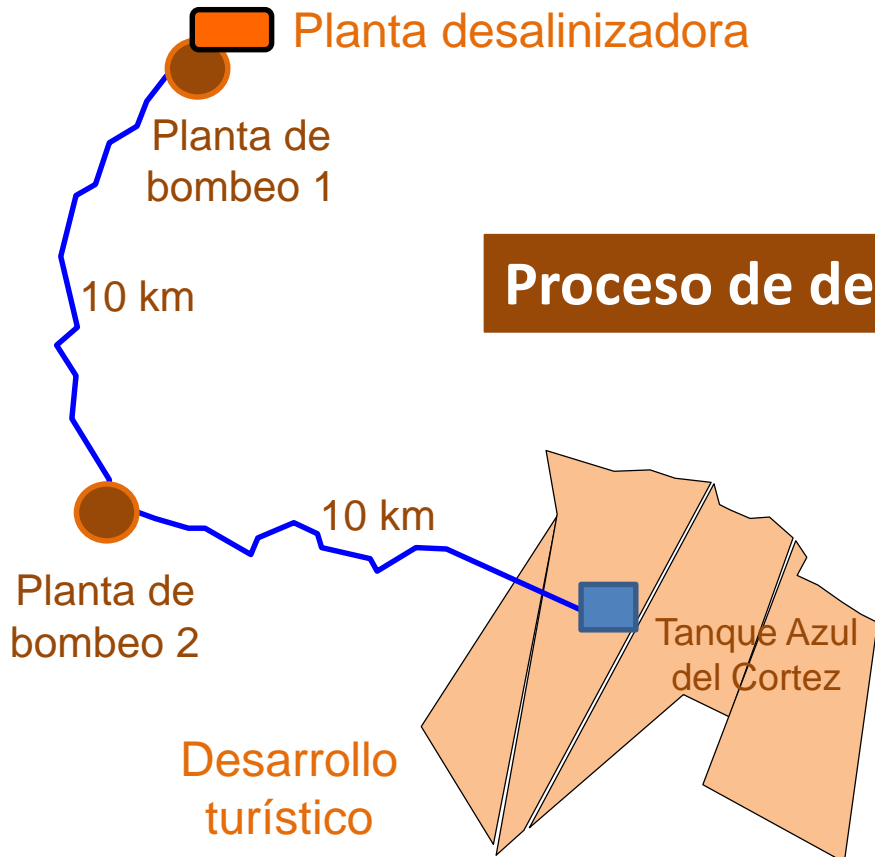 Planta desalinizadora
Planta de
bombeo 1
10 km
Proceso de de
10 km
Planta de
bombeo 2
Tanque Azul
del Cortez
Desarrollo
turístico